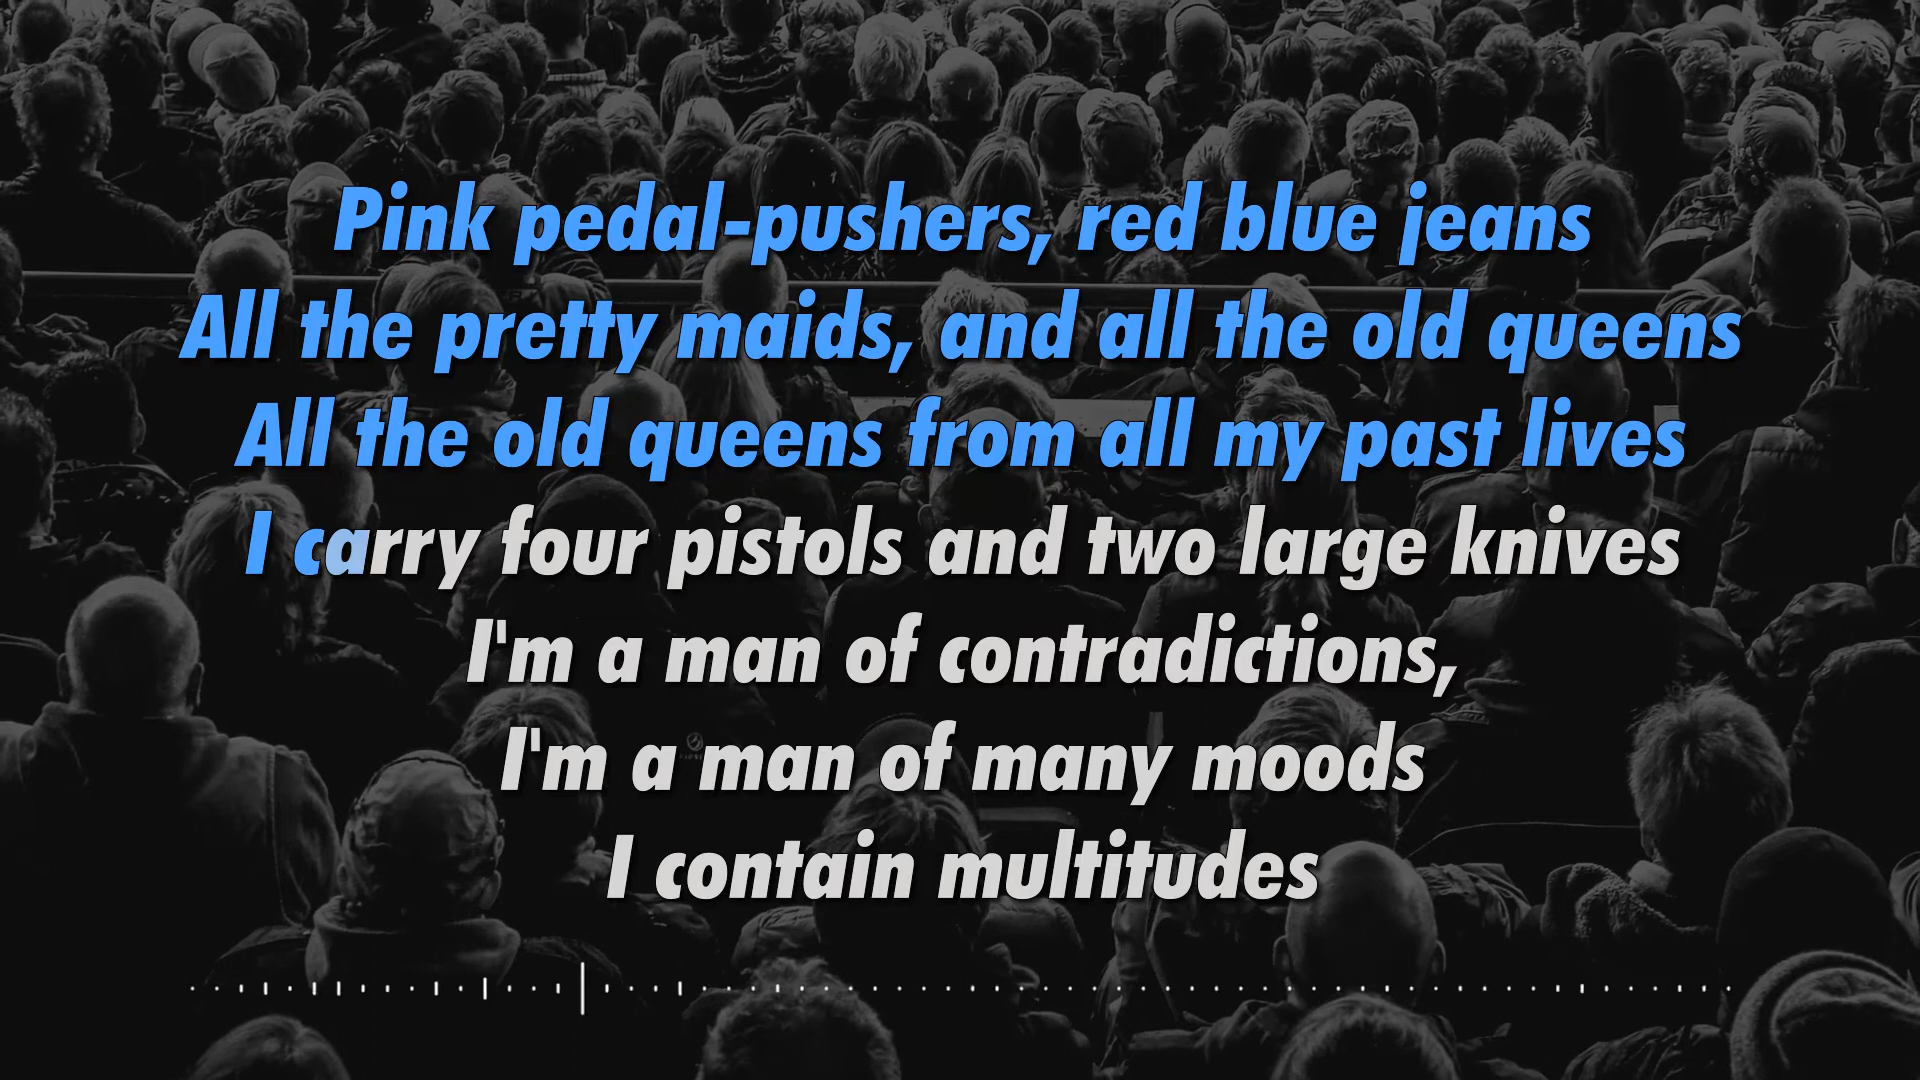 Pink pedal-pushers, red blue jeans
All the pretty maids, and all the old queens
All the old queens from all my past lives
I carry four pistols and two large knives
I'm a man of contradictions,
I'm a man of many moods
I contain multitudes